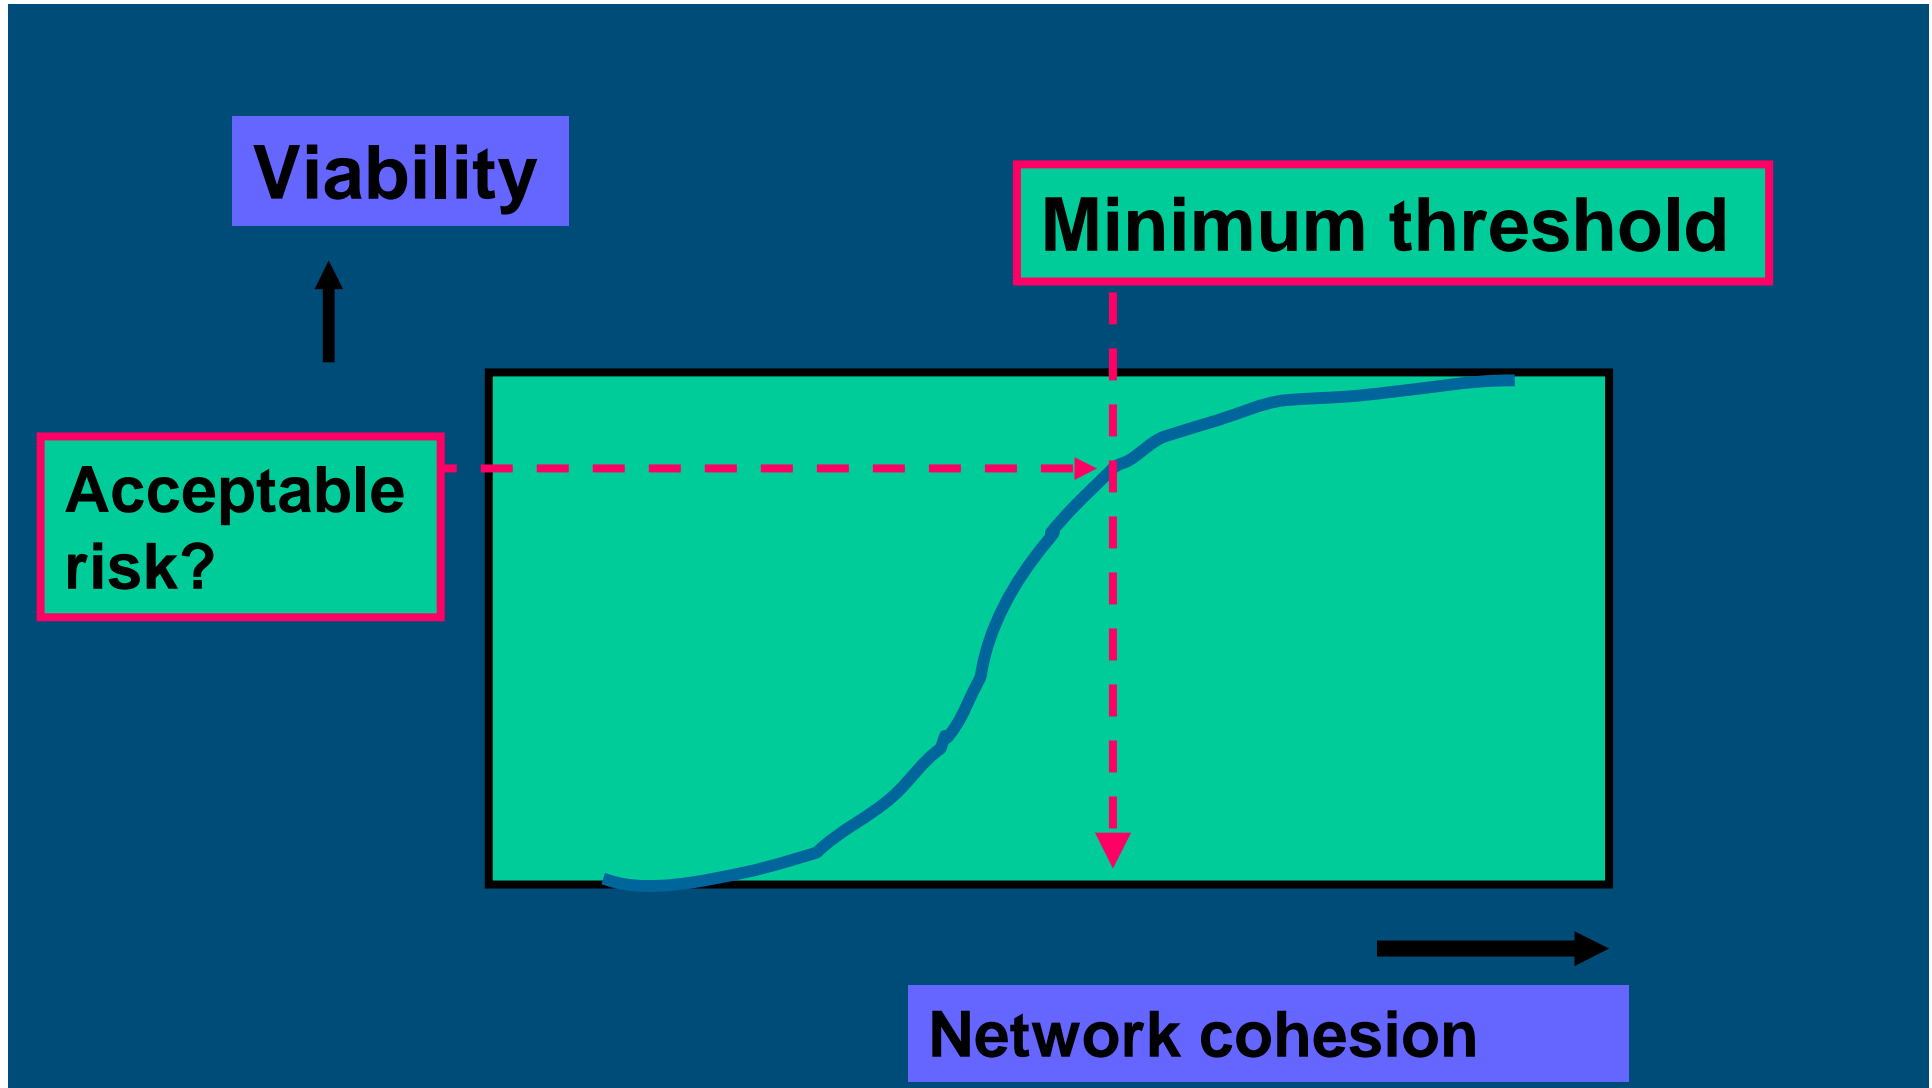 Viability
Minimum threshold
Acceptable
risk?
Network cohesion